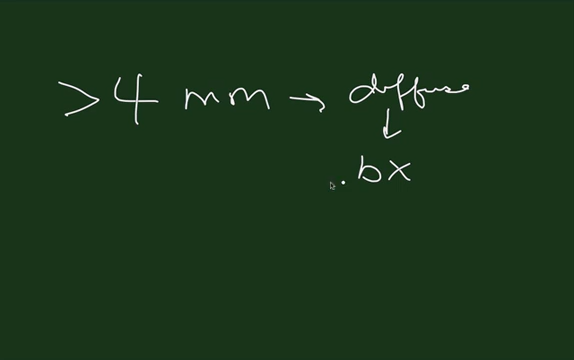 >4 mm → diffuse
↓
.bx